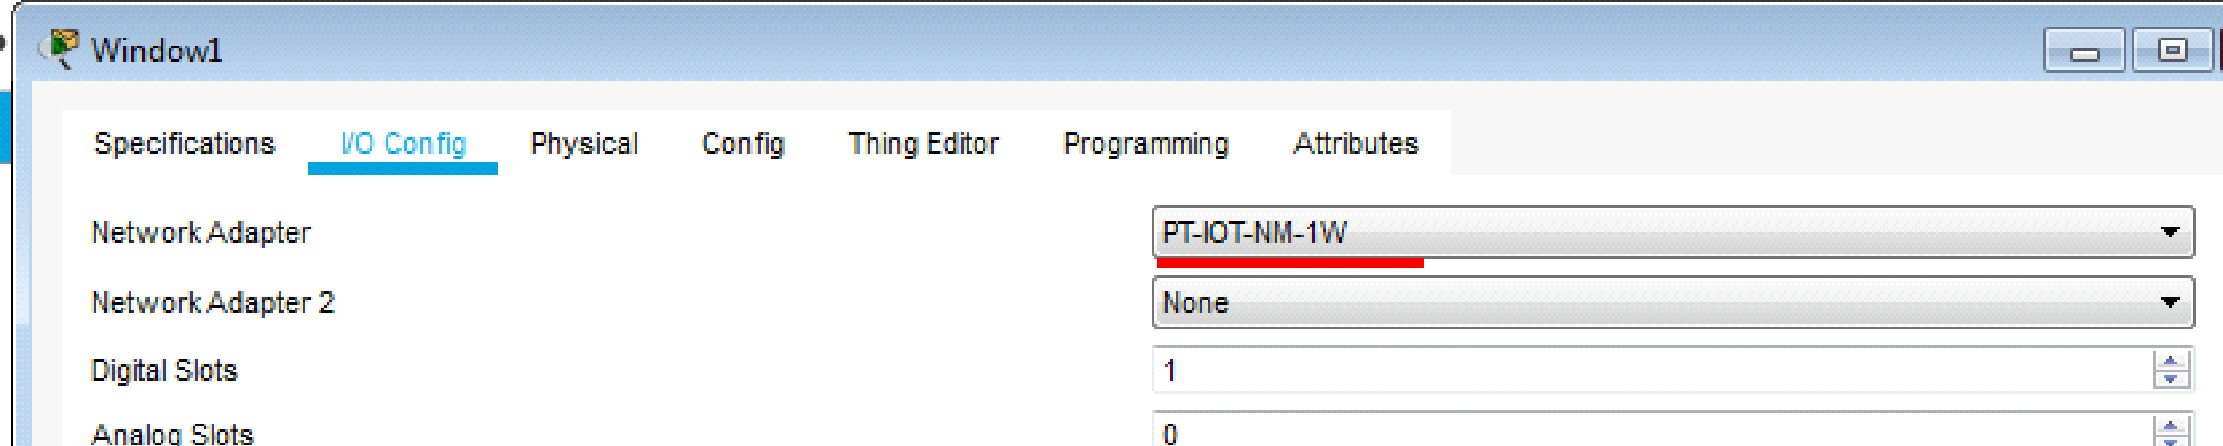 Window1
Specifications I/O Config Physical Config Thing Editor Programming Attributes
Network Adapter PT-IOT-NM-1W
Network Adapter 2 None
Digital Slots 1
Analog Slots 0